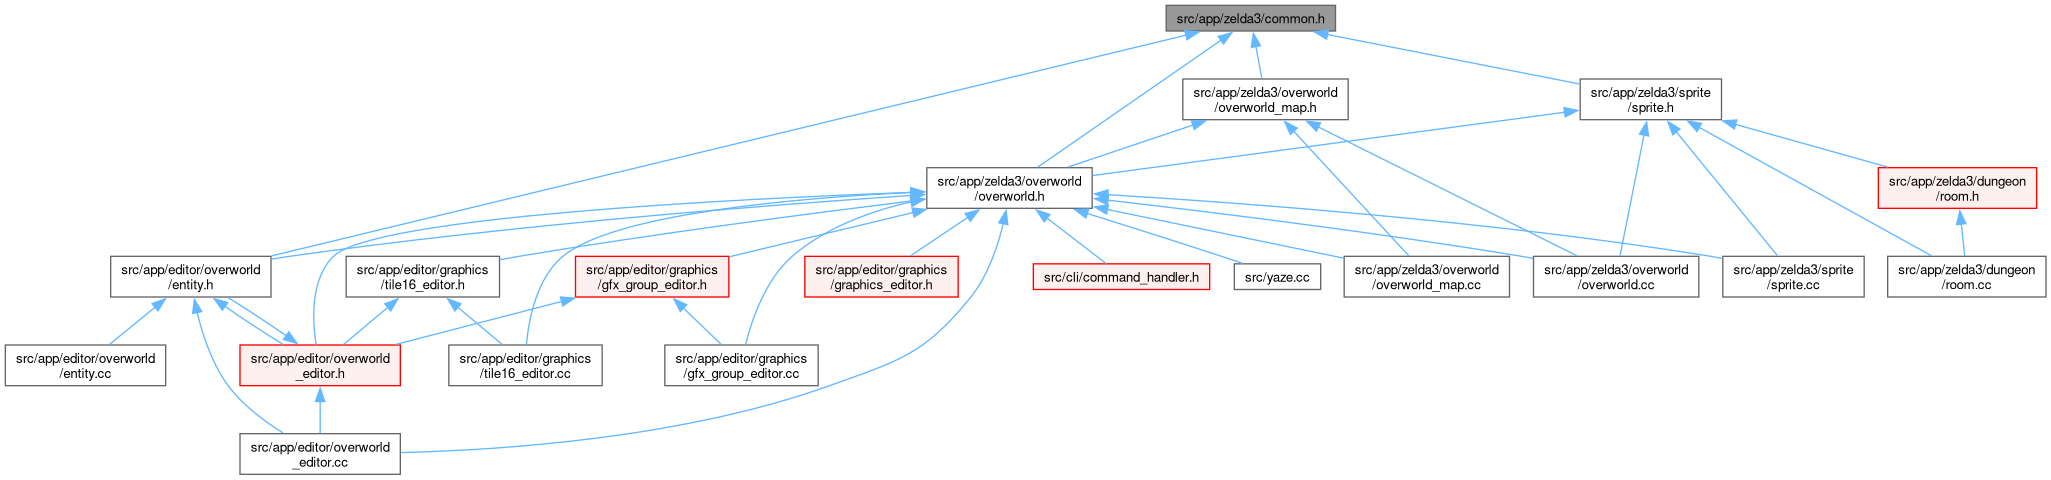 src/app/zelda3/common.h
src/app/zelda3/overworld
/overworld_map.h
src/app/zelda3/sprite
/sprite.h
src/app/zelda3/overworld
/overworld.h
src/app/zelda3/dungeon
/room.h
src/app/editor/overworld
/entity.h
src/app/editor/graphics
/tile16_editor.h
src/app/editor/graphics
/gfx_group_editor.h
src/app/editor/graphics
/graphics_editor.h
src/cli/command_handler.h
src/yaze.cc
src/app/zelda3/overworld
/overworld_map.cc
src/app/zelda3/overworld
/overworld.cc
src/app/zelda3/sprite
/sprite.cc
src/app/zelda3/dungeon
/room.cc
src/app/editor/overworld
/entity.cc
src/app/editor/overworld
_editor.h
src/app/editor/graphics
/tile16_editor.cc
src/app/editor/graphics
/gfx_group_editor.cc
src/app/editor/overworld
_editor.cc